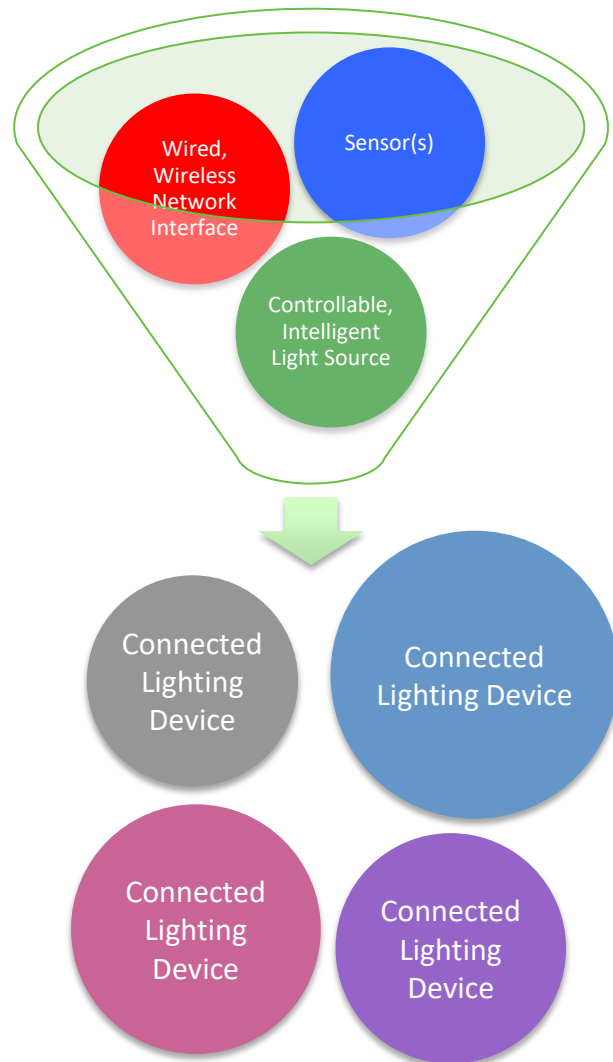 Wired,
Wireless
Network
Interface
Sensor(s)
Controllable,
Intelligent
Light Source
Connected
Lighting
Device
Connected
Lighting Device
Connected
Lighting
Device
Connected
Lighting
Device